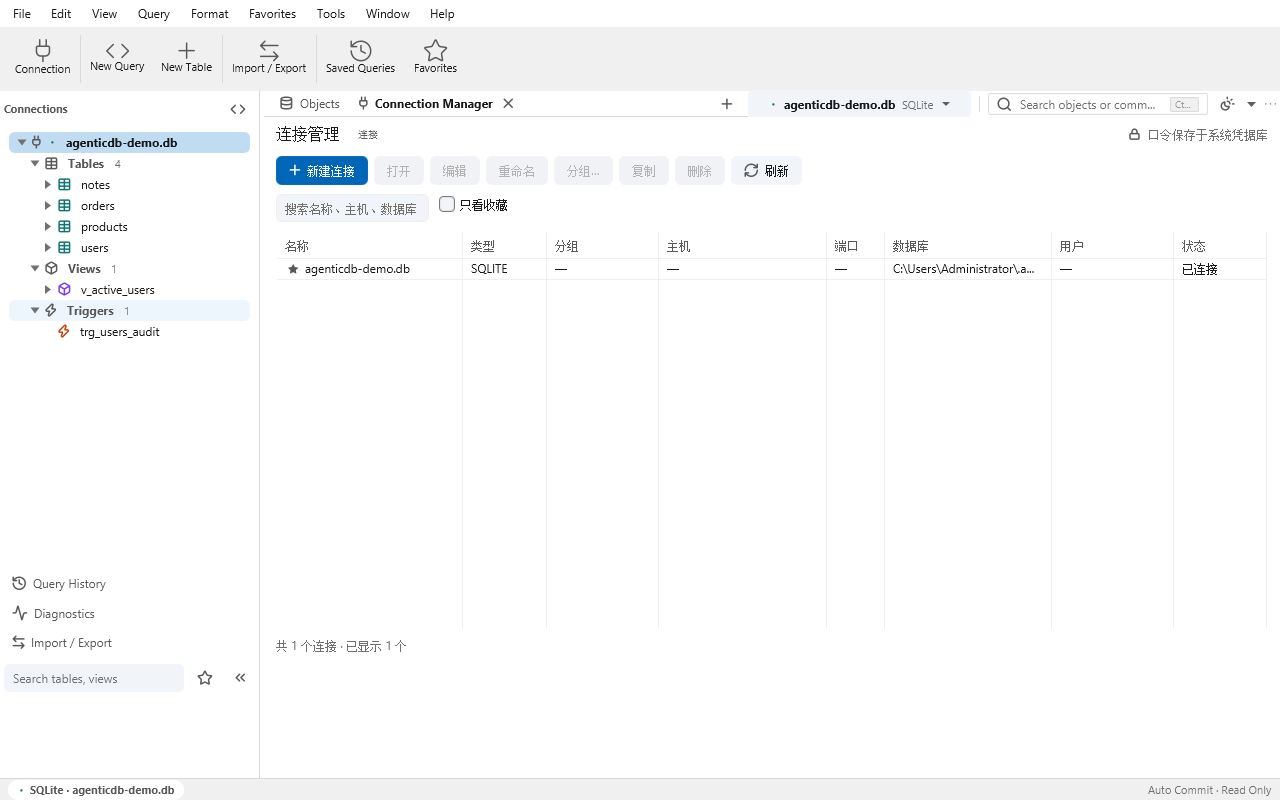 File Edit View Query Format Favorites Tools Window Help
Connection New Query New Table Import / Export Saved Queries Favorites
Connections
agenticdb-demo.db
Tables 4
notes
orders
products
users
Views 1
v_active_users
Triggers 1
trg_users_audit
Query History
Diagnostics
Import / Export
Search tables, views
Objects Connection Manager agenticdb-demo.db SQLite Search objects or comm... Ct...
连接管理 连接 口令保存于系统凭据库
新建连接 打开 编辑 重命名 分组... 复制 删除 刷新
搜索名称、主机、数据库 只看收藏
名称 类型 分组 主机 端口 数据库 用户 状态
agenticdb-demo.db SQLITE — — — C:\Users\Administrator\.a... — 已连接
共 1 个连接 · 已显示 1 个
SQLite · agenticdb-demo.db Auto Commit · Read Only